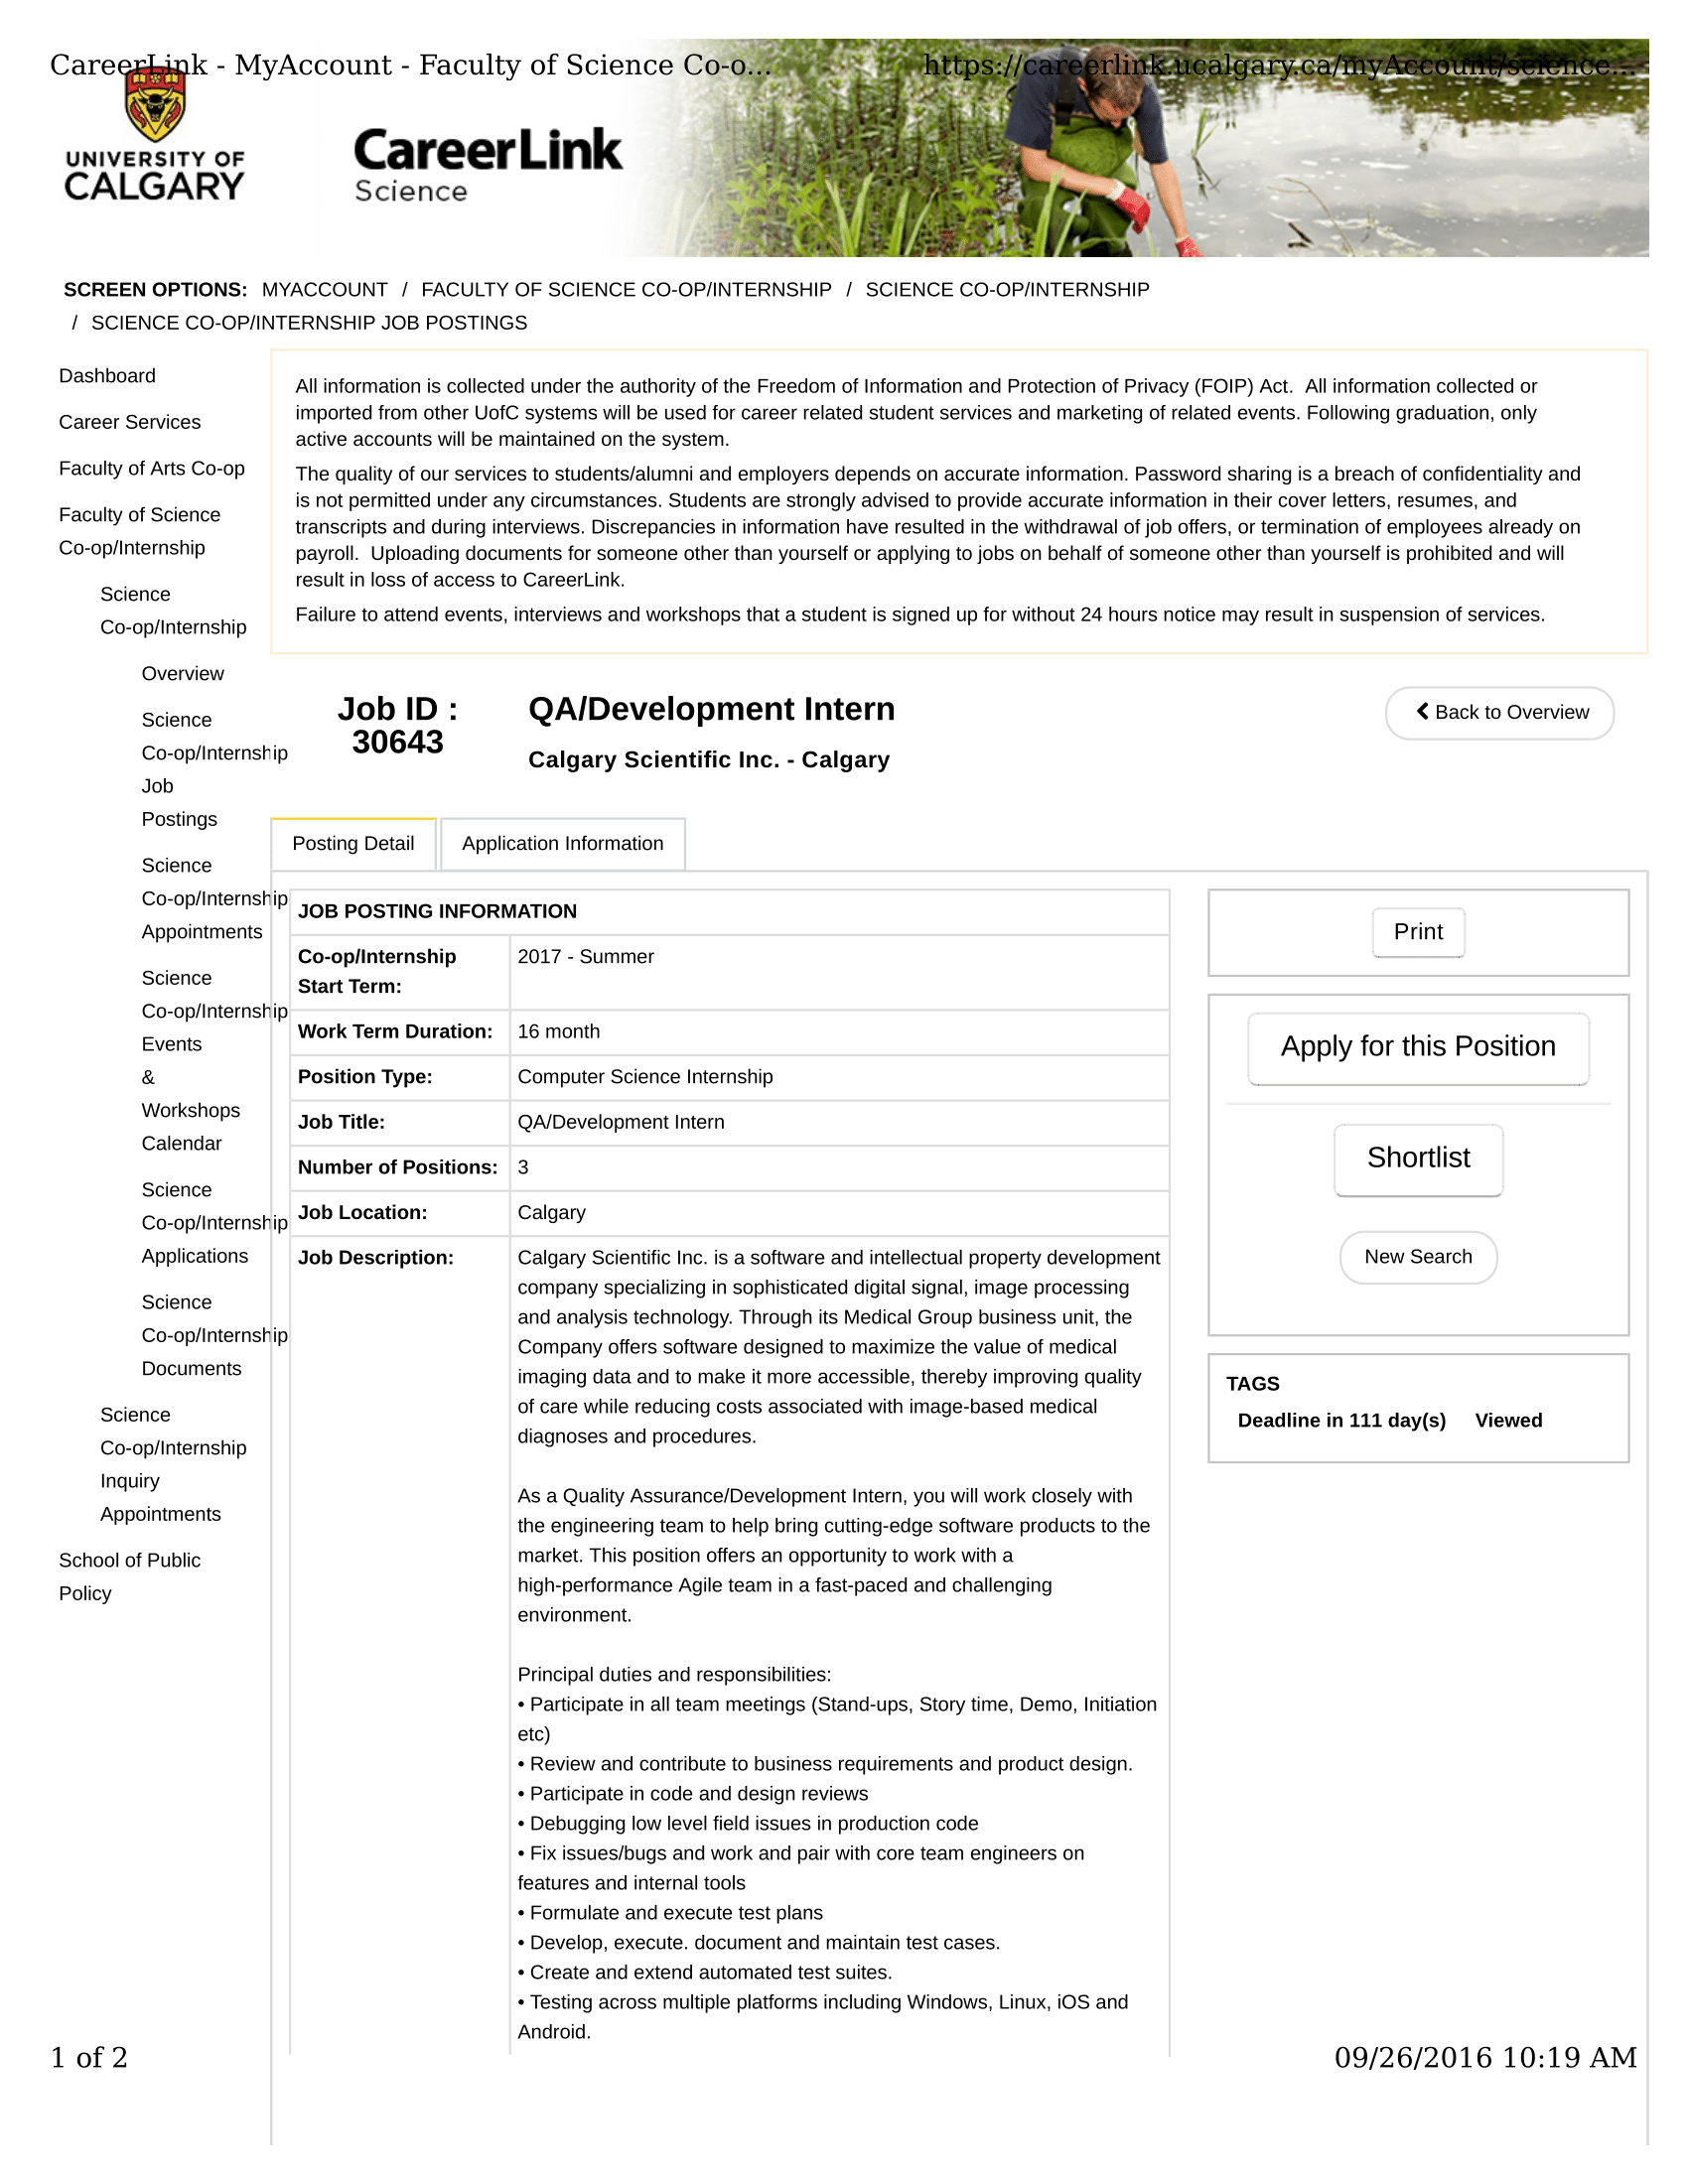 CareerLink - MyAccount - Faculty of Science Co-o...
https://careerlink.ucalgary.ca/myAccount/science...
UNIVERSITY OF
CALGARY
CareerLink
Science
SCREEN OPTIONS: MYACCOUNT / FACULTY OF SCIENCE CO-OP/INTERNSHIP / SCIENCE CO-OP/INTERNSHIP
/ SCIENCE CO-OP/INTERNSHIP JOB POSTINGS
Dashboard
Career Services
Faculty of Arts Co-op
Faculty of Science
Co-op/Internship
Science
Co-op/Internship
Overview
Science
Co-op/Internship
Job
Postings
Science
Co-op/Internship
Appointments
Science
Co-op/Internship
Events
&
Workshops
Calendar
Science
Co-op/Internship
Applications
Science
Co-op/Internship
Documents
Science
Co-op/Internship
Inquiry
Appointments
School of Public
Policy
All information is collected under the authority of the Freedom of Information and Protection of Privacy (FOIP) Act. All information collected or
imported from other UofC systems will be used for career related student services and marketing of related events. Following graduation, only
active accounts will be maintained on the system.
The quality of our services to students/alumni and employers depends on accurate information. Password sharing is a breach of confidentiality and
is not permitted under any circumstances. Students are strongly advised to provide accurate information in their cover letters, resumes, and
transcripts and during interviews. Discrepancies in information have resulted in the withdrawal of job offers, or termination of employees already on
payroll. Uploading documents for someone other than yourself or applying to jobs on behalf of someone other than yourself is prohibited and will
result in loss of access to CareerLink.
Failure to attend events, interviews and workshops that a student is signed up for without 24 hours notice may result in suspension of services.
Job ID :
30643
QA/Development Intern
Calgary Scientific Inc. - Calgary
Back to Overview
Posting Detail
Application Information
JOB POSTING INFORMATION
Co-op/Internship
Start Term:
2017 - Summer
Work Term Duration: 16 month
Position Type: Computer Science Internship
Job Title: QA/Development Intern
Number of Positions: 3
Job Location: Calgary
Job Description:
Calgary Scientific Inc. is a software and intellectual property development
company specializing in sophisticated digital signal, image processing
and analysis technology. Through its Medical Group business unit, the
Company offers software designed to maximize the value of medical
imaging data and to make it more accessible, thereby improving quality
of care while reducing costs associated with image-based medical
diagnoses and procedures.
As a Quality Assurance/Development Intern, you will work closely with
the engineering team to help bring cutting-edge software products to the
market. This position offers an opportunity to work with a
high-performance Agile team in a fast-paced and challenging
environment.
Principal duties and responsibilities:
• Participate in all team meetings (Stand-ups, Story time, Demo, Initiation
etc)
• Review and contribute to business requirements and product design.
• Participate in code and design reviews
• Debugging low level field issues in production code
• Fix issues/bugs and work and pair with core team engineers on
features and internal tools
• Formulate and execute test plans
• Develop, execute. document and maintain test cases.
• Create and extend automated test suites.
• Testing across multiple platforms including Windows, Linux, iOS and
Android.
Print
Apply for this Position
Shortlist
New Search
TAGS
Deadline in 111 day(s) Viewed
1 of 2
09/26/2016 10:19 AM